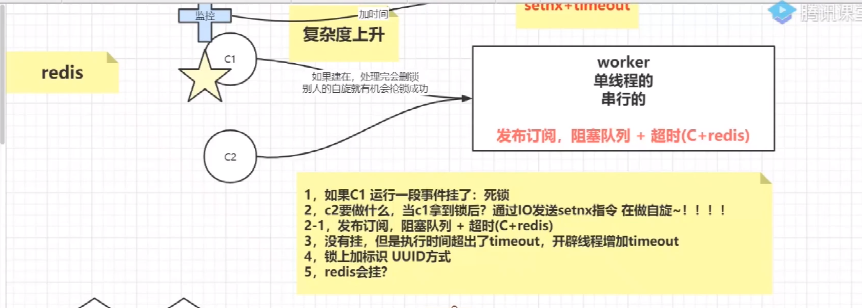 监控
加时间
setnx+timeout
腾讯课堂
复杂度上升
C1
redis
如果健在，处理完会删锁
别人的自旋就有机会抢锁成功
worker
单线程的
串行的
发布订阅，阻塞队列 + 超时(C+redis)
C2
1，如果C1 运行一段事件挂了：死锁
2，c2要做什么，当c1拿到锁后？通过IO发送setnx指令 在做自旋~！！！！
2-1，发布订阅，阻塞队列 + 超时(C+redis)
3，没有挂，但是执行时间超出了timeout，开辟线程增加timeout
4，锁上加标识 UUID方式
5，redis会挂？